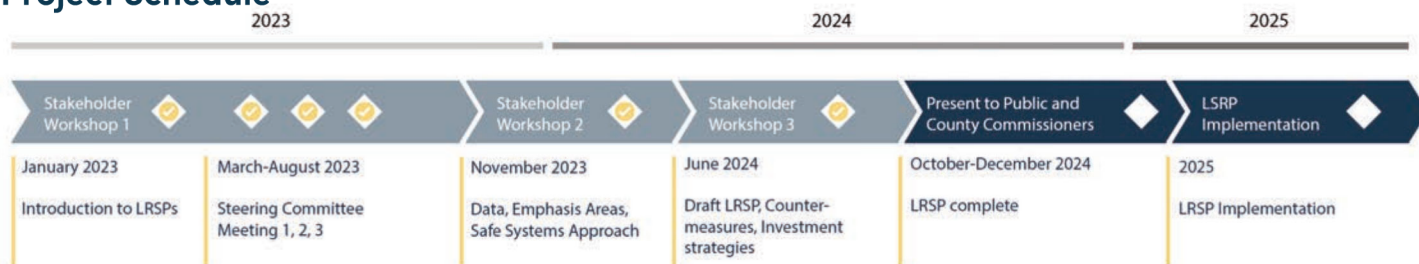 Project Schedule
2023
2024
2025
Stakeholder
Workshop 1
Stakeholder
Workshop 2
Stakeholder
Workshop 3
Present to Public and
County Commissioners
LSRP
Implementation
January 2023
Introduction to LRSPs
March-August 2023
Steering Committee
Meeting 1, 2, 3
November 2023
Data, Emphasis Areas,
Safe Systems Approach
June 2024
Draft LRSP, Counter-
measures, Investment
strategies
October-December 2024
LRSP complete
2025
LRSP Implementation